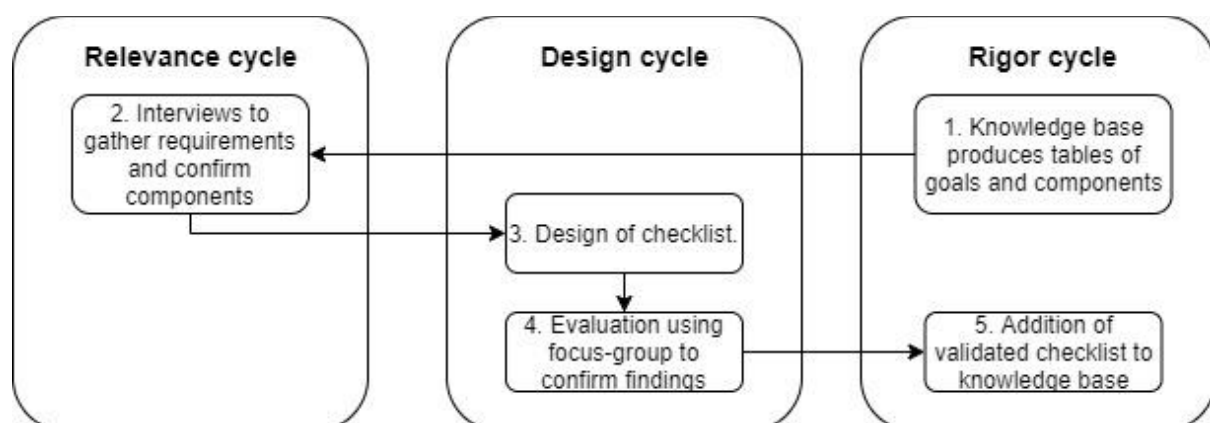 Relevance cycle
2. Interviews to
gather requirements
and confirm
components
Design cycle
3. Design of checklist.
4. Evaluation using
focus-group to
confirm findings
Rigor cycle
1. Knowledge base
produces tables of
goals and components
5. Addition of
validated checklist to
knowledge base